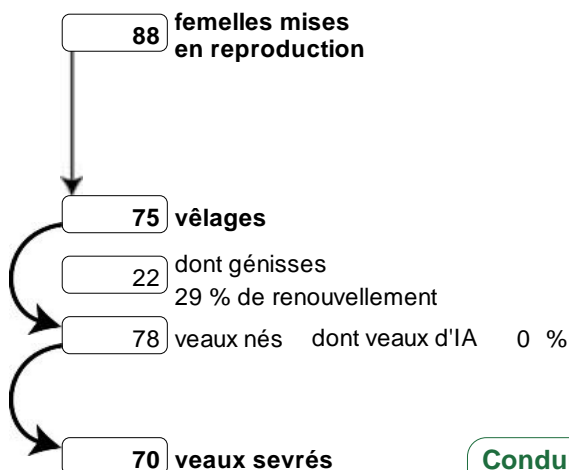 88 femelles mises
en reproduction
75 vêlages
22 dont génisses
29 % de renouvellement
78 veaux nés dont veaux d'IA 0 %
70 veaux sevrés
Condu